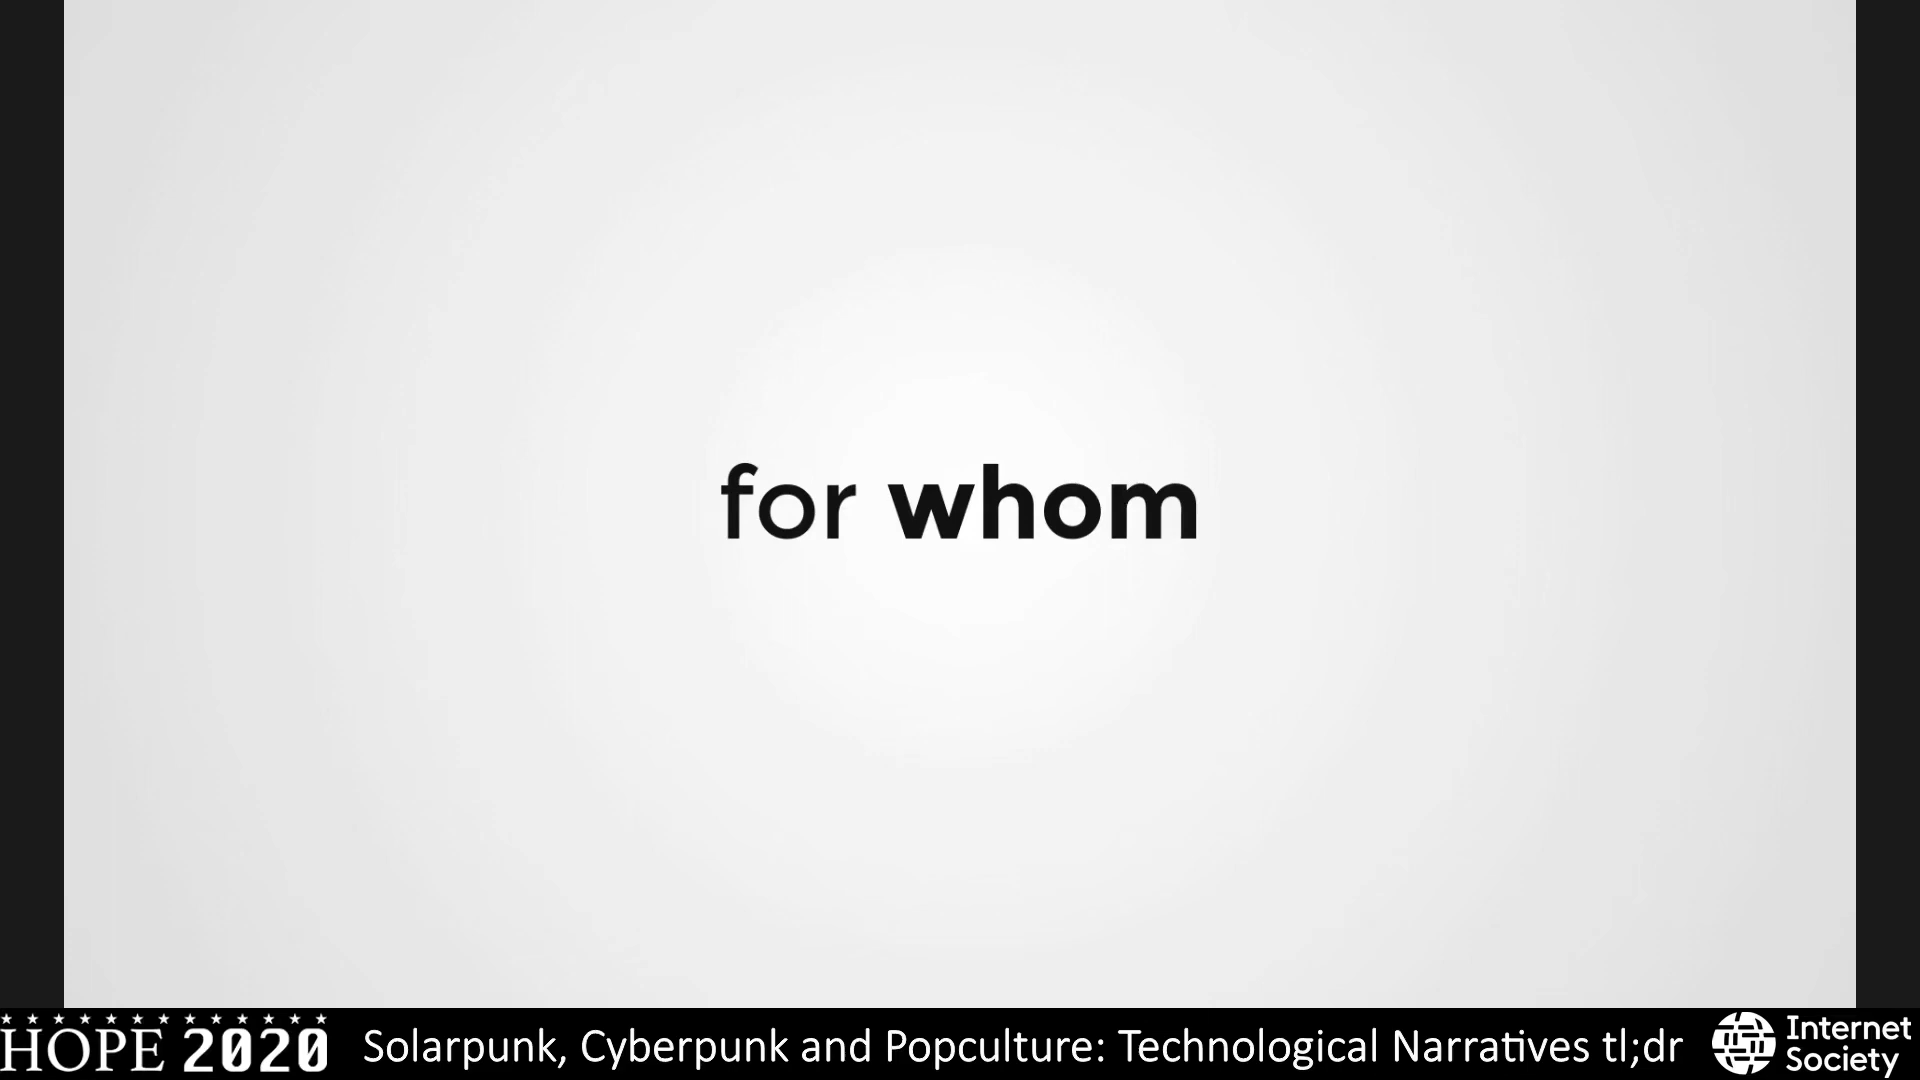 for whom
HOPE 2020
Solarpunk, Cyberpunk and Popculture: Technological Narratives tl;dr
Internet
Society